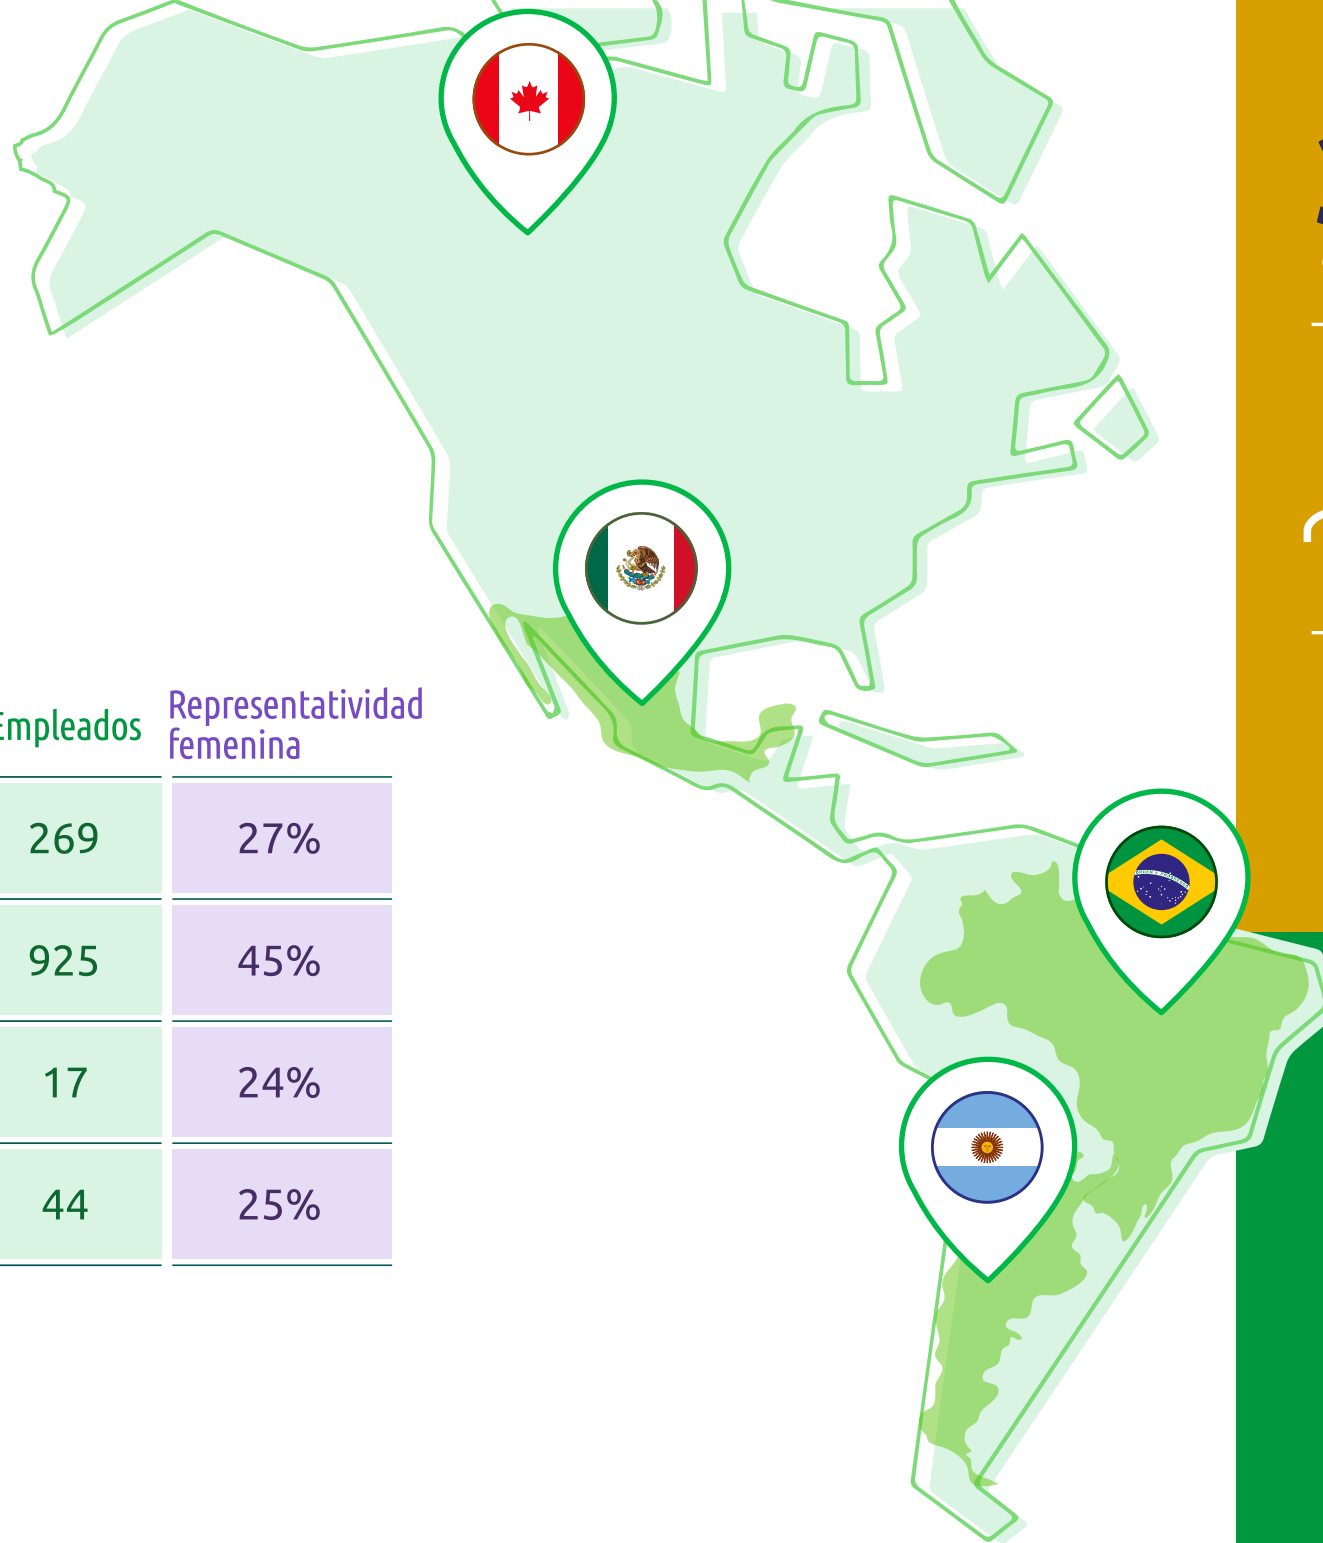 Empleados
Representatividad
femenina
269 27%
925 45%
17 24%
44 25%